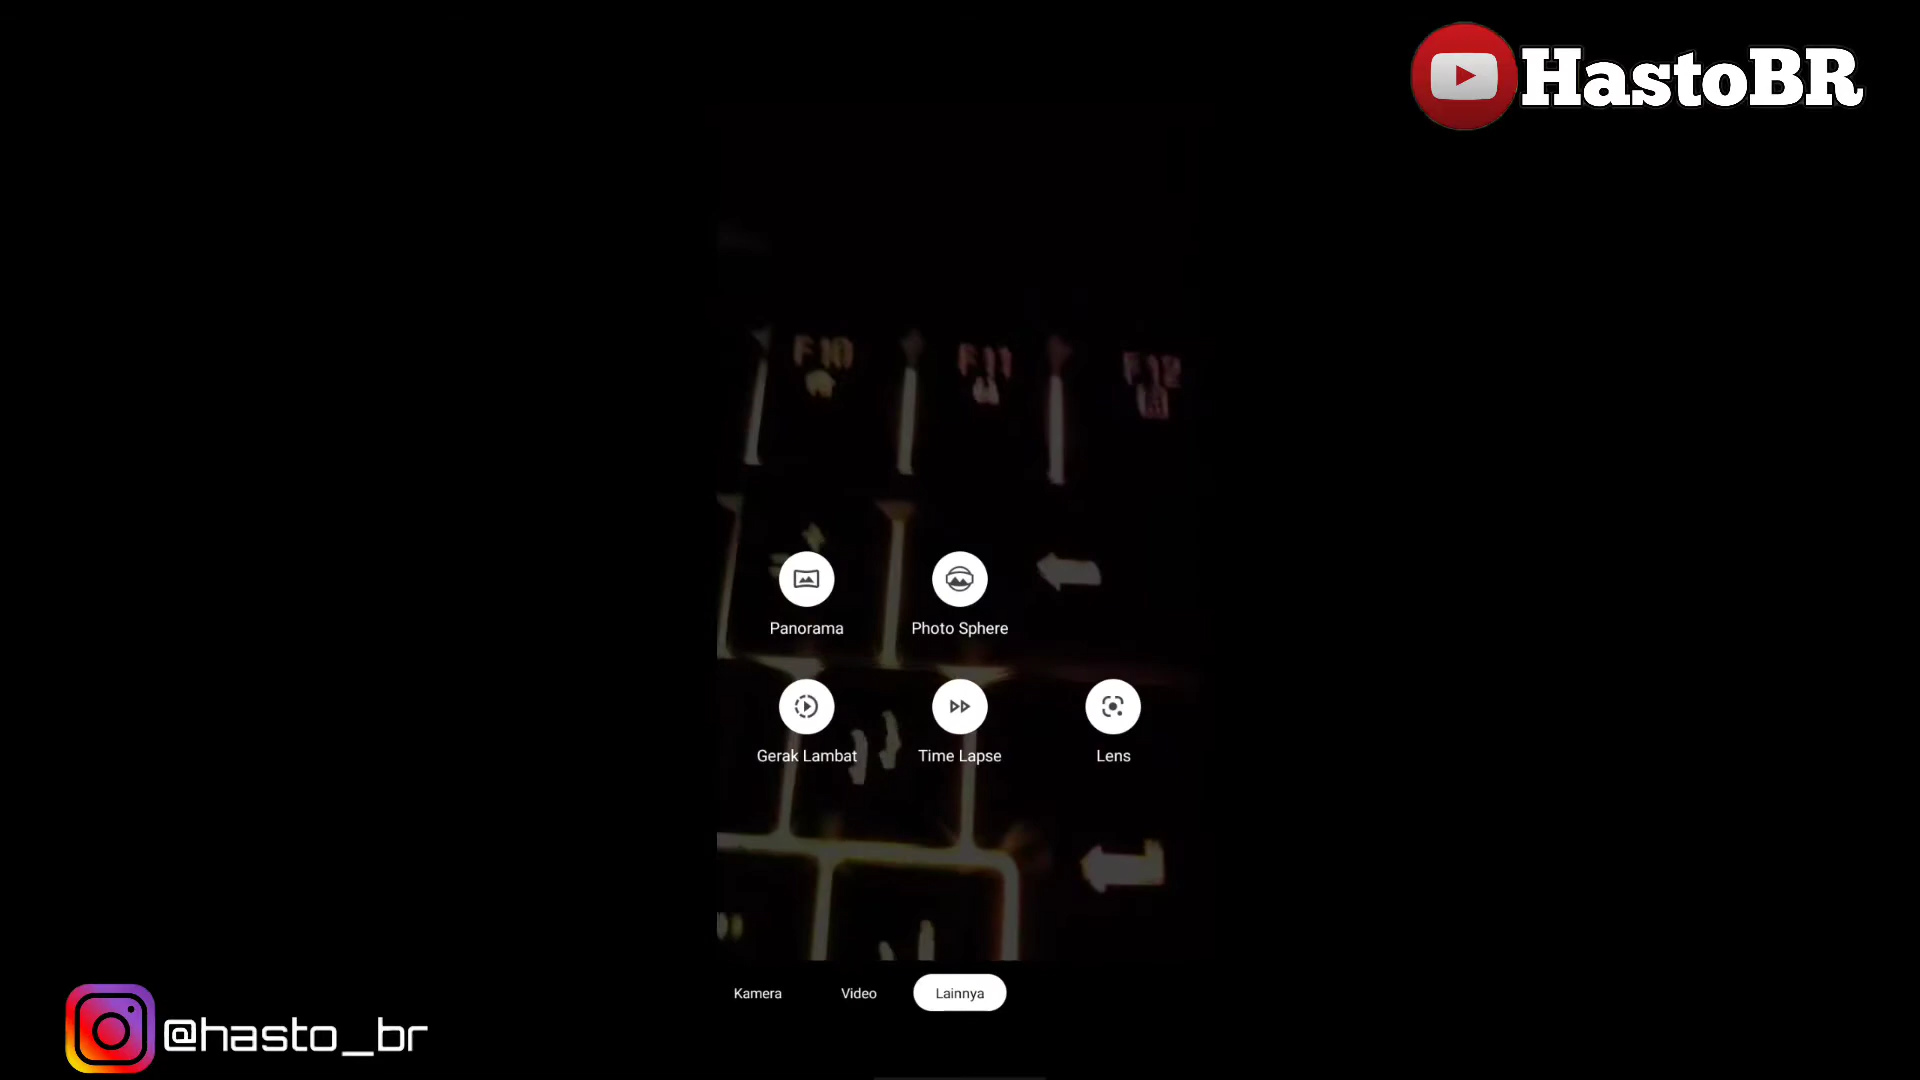 HastoBR
F10
F11
F12
Panorama
Photo Sphere
Gerak Lambat
Time Lapse
Lens
Kamera
Video
Lainnya
@hasto_br